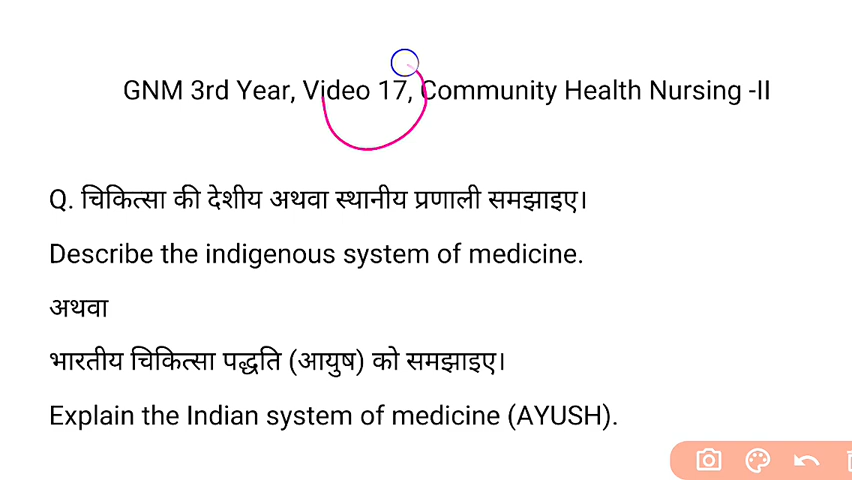 GNM 3rd Year, Video 17, Community Health Nursing -II
Q. चिकित्सा की देशीय अथवा स्थानीय प्रणाली समझाइए।
Describe the indigenous system of medicine.
अथवा
भारतीय चिकित्सा पद्धति (आयुष) को समझाइए।
Explain the Indian system of medicine (AYUSH).